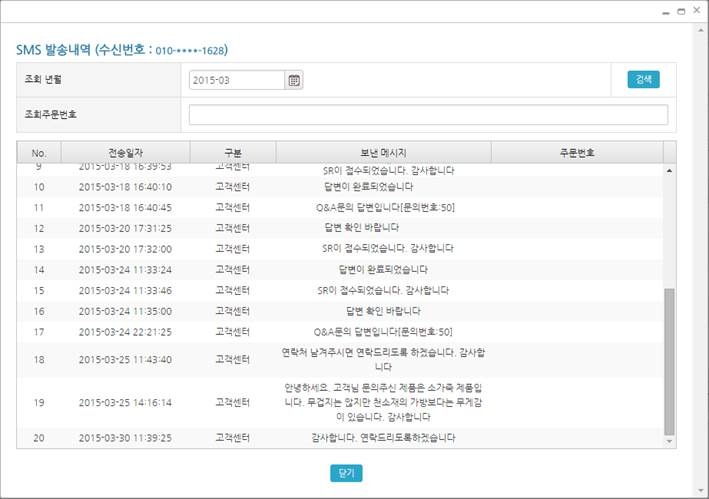 SMS 발송내역 (수신번호 : 010-****-1628)
조회 년월 2015-03 검색
조회주문번호
No. 전송일자 구분 보낸 메시지 주문번호
9 2015-03-18 16:39:53 고객센터 SR이 접수되었습니다. 감사합니다
10 2015-03-18 16:40:10 고객센터 답변이 완료되었습니다
11 2015-03-18 16:40:45 고객센터 Q&A문의 답변입니다[문의번호:50]
12 2015-03-20 17:31:25 고객센터 답변 확인 바랍니다
13 2015-03-20 17:32:00 고객센터 SR이 접수되었습니다. 감사합니다
14 2015-03-24 11:33:24 고객센터 답변이 완료되었습니다
15 2015-03-24 11:33:46 고객센터 SR이 접수되었습니다. 감사합니다
16 2015-03-24 11:35:00 고객센터 답변 확인 바랍니다
17 2015-03-24 22:21:25 고객센터 Q&A문의 답변입니다[문의번호:50]
18 2015-03-25 11:43:40 고객센터 연락처 남겨주시면 연락드리도록 하겠습니다. 감사합
니다
안녕하세요. 고객님 문의주신 제품은 소가죽 제품입
19 2015-03-25 14:16:14 고객센터 니다. 무겁지는 않지만 천소재의 가방보다는 무게감
이 있습니다. 감사합니다
20 2015-03-30 11:39:25 고객센터 감사합니다. 연락드리도록하겠습니다
닫기